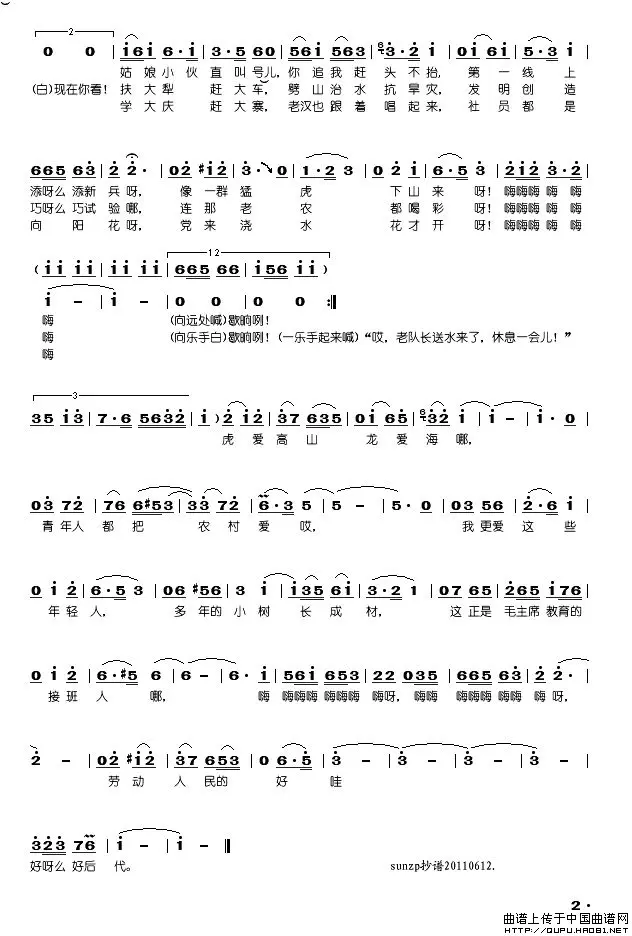 2
0 0 | i6i 6·i | 3·5 60 | 56i 563 | 3·2 i | 0i 6i | 5·3 i |
姑娘小伙 直叫号儿,你追我赶 头不抬, 第一线上
(白)现在你看! 扶大犁 赶大车, 劈山治水 抗旱灾, 发明创造
学大庆 赶大寨, 老汉也跟着 唱起来, 社员都是
665 63 | 2 2· | 02 #i2 | 3· 0 | 1·2 3 | 02 i | 6·5 3 | 2i2 3·2 |
添呀么添新 兵呀, 像一群猛 虎 下山来 呀! 嗨嗨嗨 嗨嗨
巧呀么巧试 验哪, 连那老农 都喝彩呀! 嗨嗨嗨 嗨嗨
向阳 花呀, 党来浇水 花才开呀! 嗨嗨嗨 嗨嗨
12
( ii ii | ii ii | 665 66 | i56 ii )
i - | i - | 0 0 | 0 0 :‖
嗨 (向远处喊)歇晌咧!
嗨 (向乐手白)歇晌咧! (一乐手起来喊)“哎, 老队长送水来了, 休息一会儿!”
嗨
3
35 i3 | 7·6 5632 | i ) 2 i2 | 37 635 | 0i 65 | 32 i | i - | i· 0 |
虎爱高山 龙爱海哪,
03 72 | 76 6#53 | 33 72 | 6·3 5 | 5 - | 5· 0 | 03 56 | 2·6 i |
青年人都把 农村爱哎, 我更爱这些
0 i 2 | 6·5 3 | 06 #56 | 3 i | i35 6i | 3·2 1 | 07 65 | 265 i76 |
年轻人, 多年的小树 长成材, 这正是 毛主席教育的
0 i 2 | 6·#5 6 | 6 - | 6· i | 56i 653 | 22 035 | 665 63 | 2 2· |
接班人 哪, 嗨 嗨嗨嗨 嗨嗨嗨 嗨呀, 嗨嗨 嗨嗨嗨 嗨嗨 嗨呀,
2 - | 02 #i2 | 37 653 | 0 6·5 | 3 - | 3 - | 3 - | 3 - |
劳动人民的 好哇
323 76 | i - | i - ‖
好呀么好后 代。
sunzp抄谱20110612.
2·
曲谱上传于中国曲谱网
HTTP://QUPU.HAO81.NET